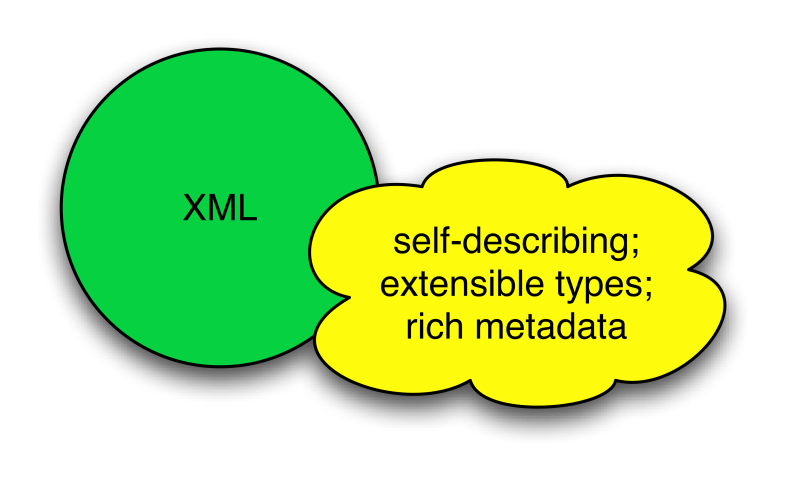 XML
self-describing;
extensible types;
rich metadata